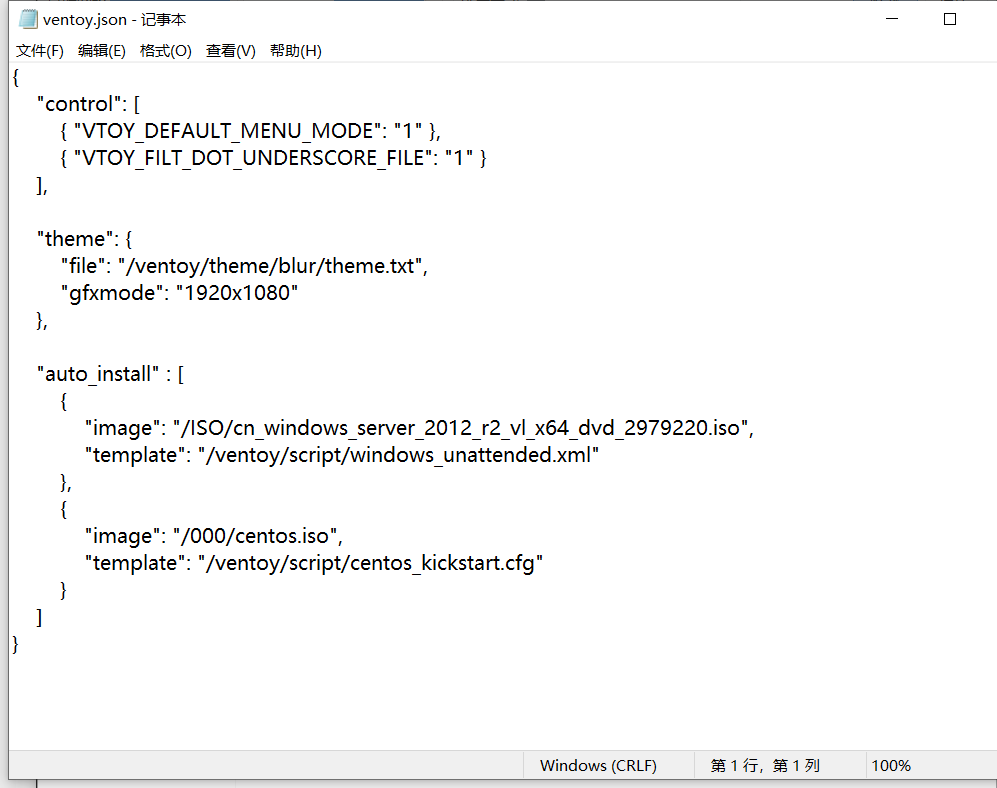 ventoy.json - 记事本
文件(F) 编辑(E) 格式(O) 查看(V) 帮助(H)
{
    "control": [
        { "VTOY_DEFAULT_MENU_MODE": "1" },
        { "VTOY_FILT_DOT_UNDERSCORE_FILE": "1" }
    ],
    "theme": {
        "file": "/ventoy/theme/blur/theme.txt",
        "gfxmode": "1920x1080"
    },
    "auto_install" : [
        {
            "image": "/ISO/cn_windows_server_2012_r2_vl_x64_dvd_2979220.iso",
            "template": "/ventoy/script/windows_unattended.xml"
        },
        {
            "image": "/000/centos.iso",
            "template": "/ventoy/script/centos_kickstart.cfg"
        }
    ]
}
Windows (CRLF) 第 1 行，第 1 列 100%